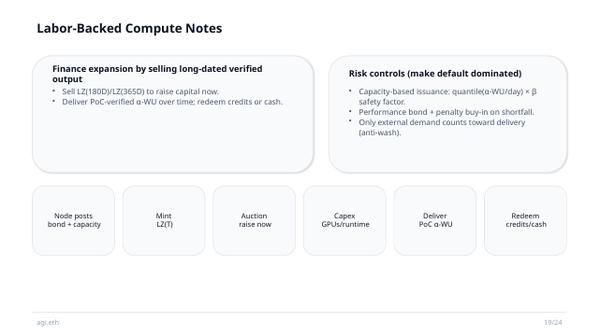 Labor-Backed Compute Notes
Finance expansion by selling long-dated verified
output
• Sell LZ(180D)/LZ(365D) to raise capital now.
• Deliver PoC-verified α-WU over time; redeem credits or cash.
Risk controls (make default dominated)
• Capacity-based issuance: quantile(α-WU/day) × β
safety factor.
• Performance bond + penalty buy-in on shortfall.
• Only external demand counts toward delivery
(anti-wash).
Node posts
bond + capacity
Mint
LZ(T)
Auction
raise now
Capex
GPUs/runtime
Deliver
PoC α-WU
Redeem
credits/cash
agi.eth
19/24